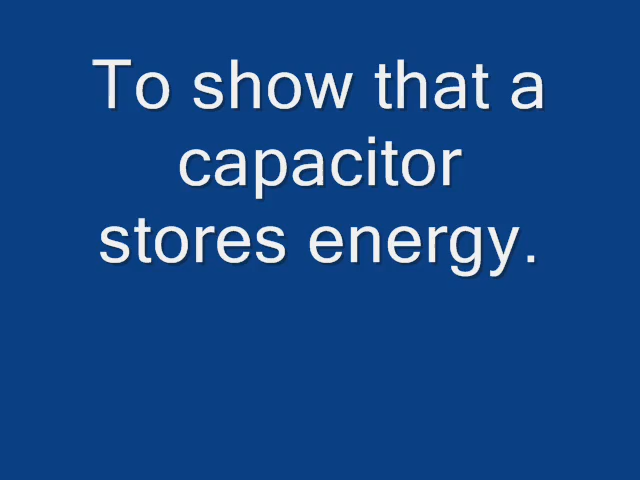 To show that a
capacitor
stores energy.